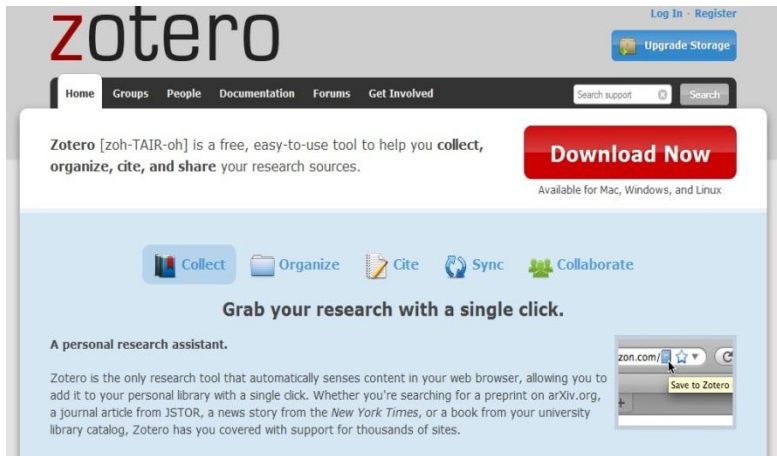 zotero
Log In · Register
Upgrade Storage
Home Groups People Documentation Forums Get Involved
Search support
Search
Zotero [zoh-TAIR-oh] is a free, easy-to-use tool to help you collect,
organize, cite, and share your research sources.
Download Now
Available for Mac, Windows, and Linux
Collect Organize Cite Sync Collaborate
Grab your research with a single click.
A personal research assistant.
Zotero is the only research tool that automatically senses content in your web browser, allowing you to
add it to your personal library with a single click. Whether you're searching for a preprint on arXiv.org,
a journal article from JSTOR, a news story from the New York Times, or a book from your university
library catalog, Zotero has you covered with support for thousands of sites.
zon.com/
Save to Zotero